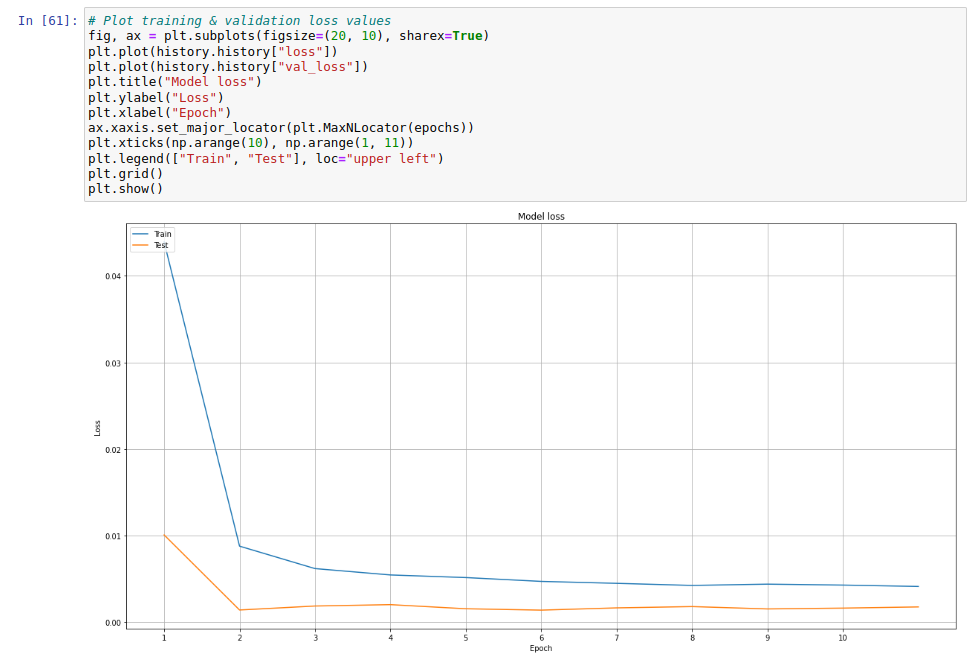 In [61]: # Plot training & validation loss values
fig, ax = plt.subplots(figsize=(20, 10), sharex=True)
plt.plot(history.history["loss"])
plt.plot(history.history["val_loss"])
plt.title("Model loss")
plt.ylabel("Loss")
plt.xlabel("Epoch")
ax.xaxis.set_major_locator(plt.MaxNLocator(epochs))
plt.xticks(np.arange(10), np.arange(1, 11))
plt.legend(["Train", "Test"], loc="upper left")
plt.grid()
plt.show()
Model loss
Train
Test
0.04
0.03
0.02
0.01
0.00
Loss
1 2 3 4 5 6 7 8 9 10
Epoch